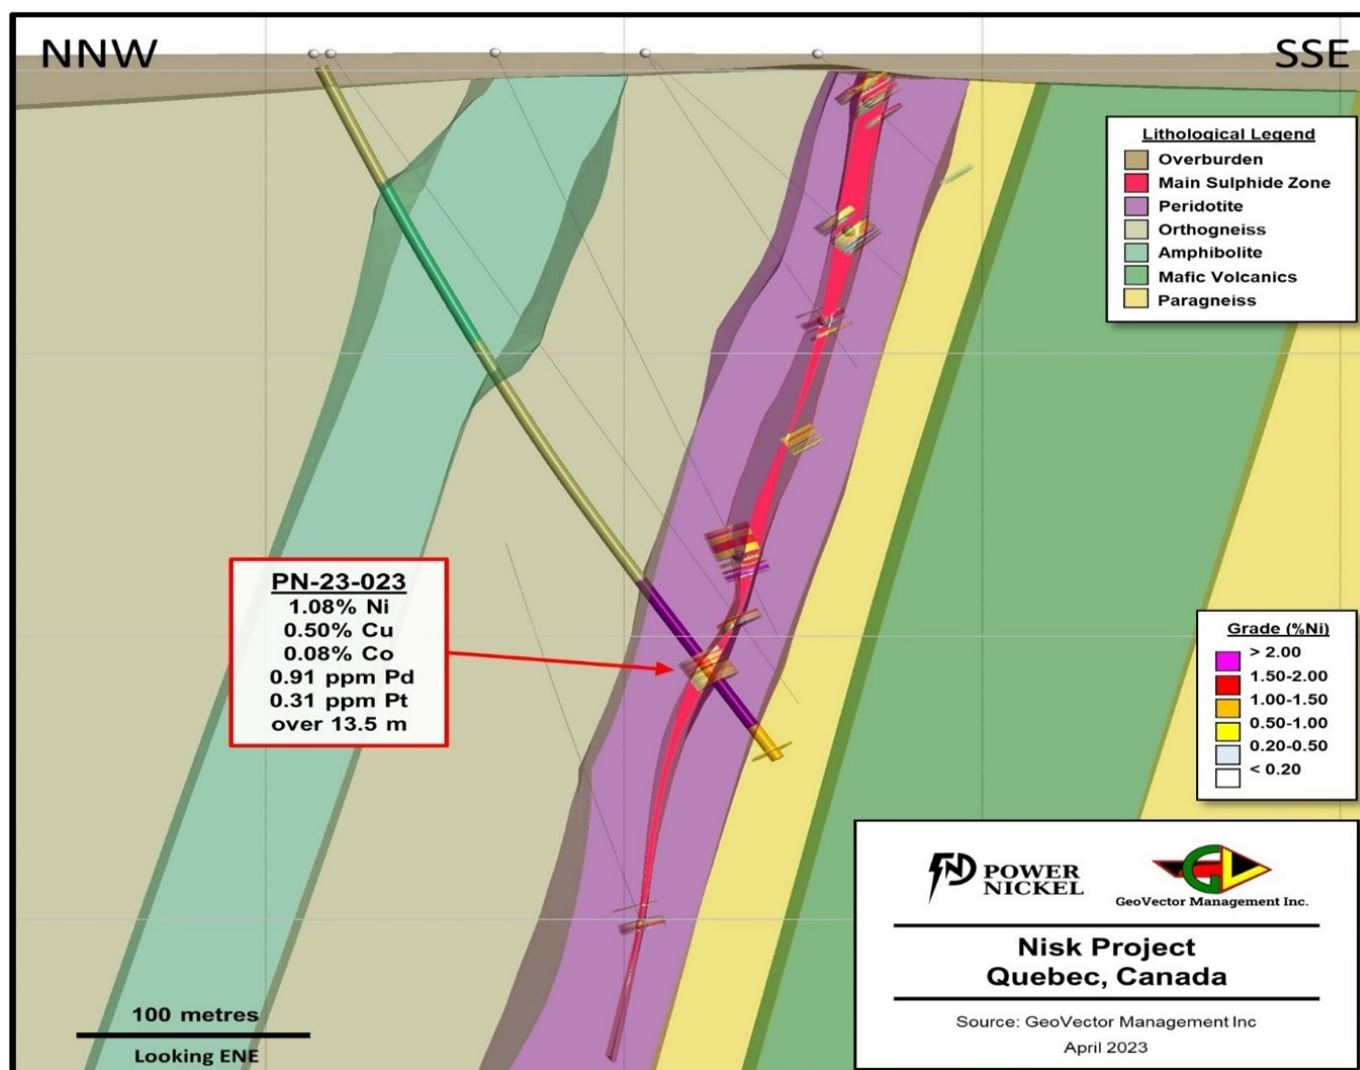 NNW
SSE
Lithological Legend
Overburden
Main Sulphide Zone
Peridotite
Orthogneiss
Amphibolite
Mafic Volcanics
Paragneiss
PN-23-023
1.08% Ni
0.50% Cu
0.08% Co
0.91 ppm Pd
0.31 ppm Pt
over 13.5 m
Grade (%Ni)
> 2.00
1.50-2.00
1.00-1.50
0.50-1.00
0.20-0.50
< 0.20
POWER
NICKEL
GeoVector Management Inc.
Nisk Project
Quebec, Canada
Source: GeoVector Management Inc
April 2023
100 metres
Looking ENE